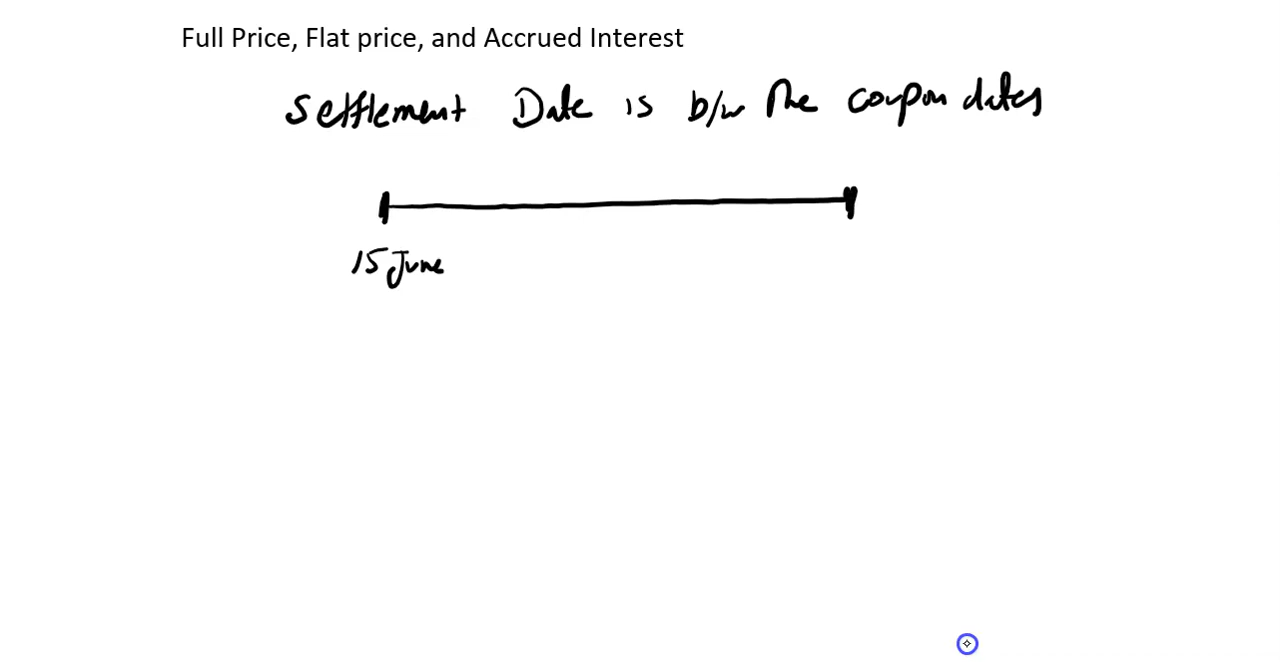 Full Price, Flat price, and Accrued Interest
Settlement Date is b/w the coupon dates
15 June